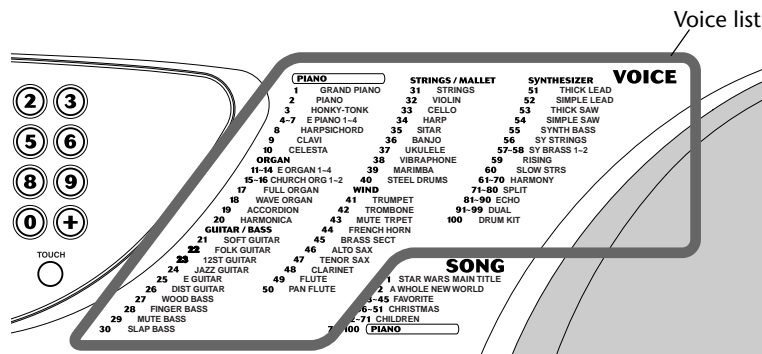 Voice list
VOICE
PIANO
1 GRAND PIANO
2 PIANO
3 HONKY-TONK
4~7 E PIANO 1~4
8 HARPSICHORD
9 CLAVI
10 CELESTA
ORGAN
11~14 E ORGAN 1~4
15~16 CHURCH ORG 1~2
17 FULL ORGAN
18 WAVE ORGAN
19 ACCORDION
20 HARMONICA
GUITAR / BASS
21 SOFT GUITAR
22 FOLK GUITAR
23 12ST GUITAR
24 JAZZ GUITAR
25 E GUITAR
26 DIST GUITAR
27 WOOD BASS
28 FINGER BASS
29 MUTE BASS
30 SLAP BASS
STRINGS / MALLET
31 STRINGS
32 VIOLIN
33 CELLO
34 HARP
35 SITAR
36 BANJO
37 UKULELE
38 VIBRAPHONE
39 MARIMBA
40 STEEL DRUMS
WIND
41 TRUMPET
42 TROMBONE
43 MUTE TRPET
44 FRENCH HORN
45 BRASS SECT
46 ALTO SAX
47 TENOR SAX
48 CLARINET
49 FLUTE
50 PAN FLUTE
SYNTHESIZER
51 THICK LEAD
52 SIMPLE LEAD
53 THICK SAW
54 SIMPLE SAW
55 SYNTH BASS
56 SY STRINGS
57~58 SY BRASS 1~2
59 RISING
60 SLOW STRS
61~70 HARMONY
71~80 SPLIT
81~90 ECHO
91~99 DUAL
100 DRUM KIT
2 3
5 6
8 9
0 +
TOUCH
SONG
1 STAR WARS MAIN TITLE
2 A WHOLE NEW WORLD
~45 FAVORITE
~51 CHRISTMAS
~71 CHILDREN
100 PIANO